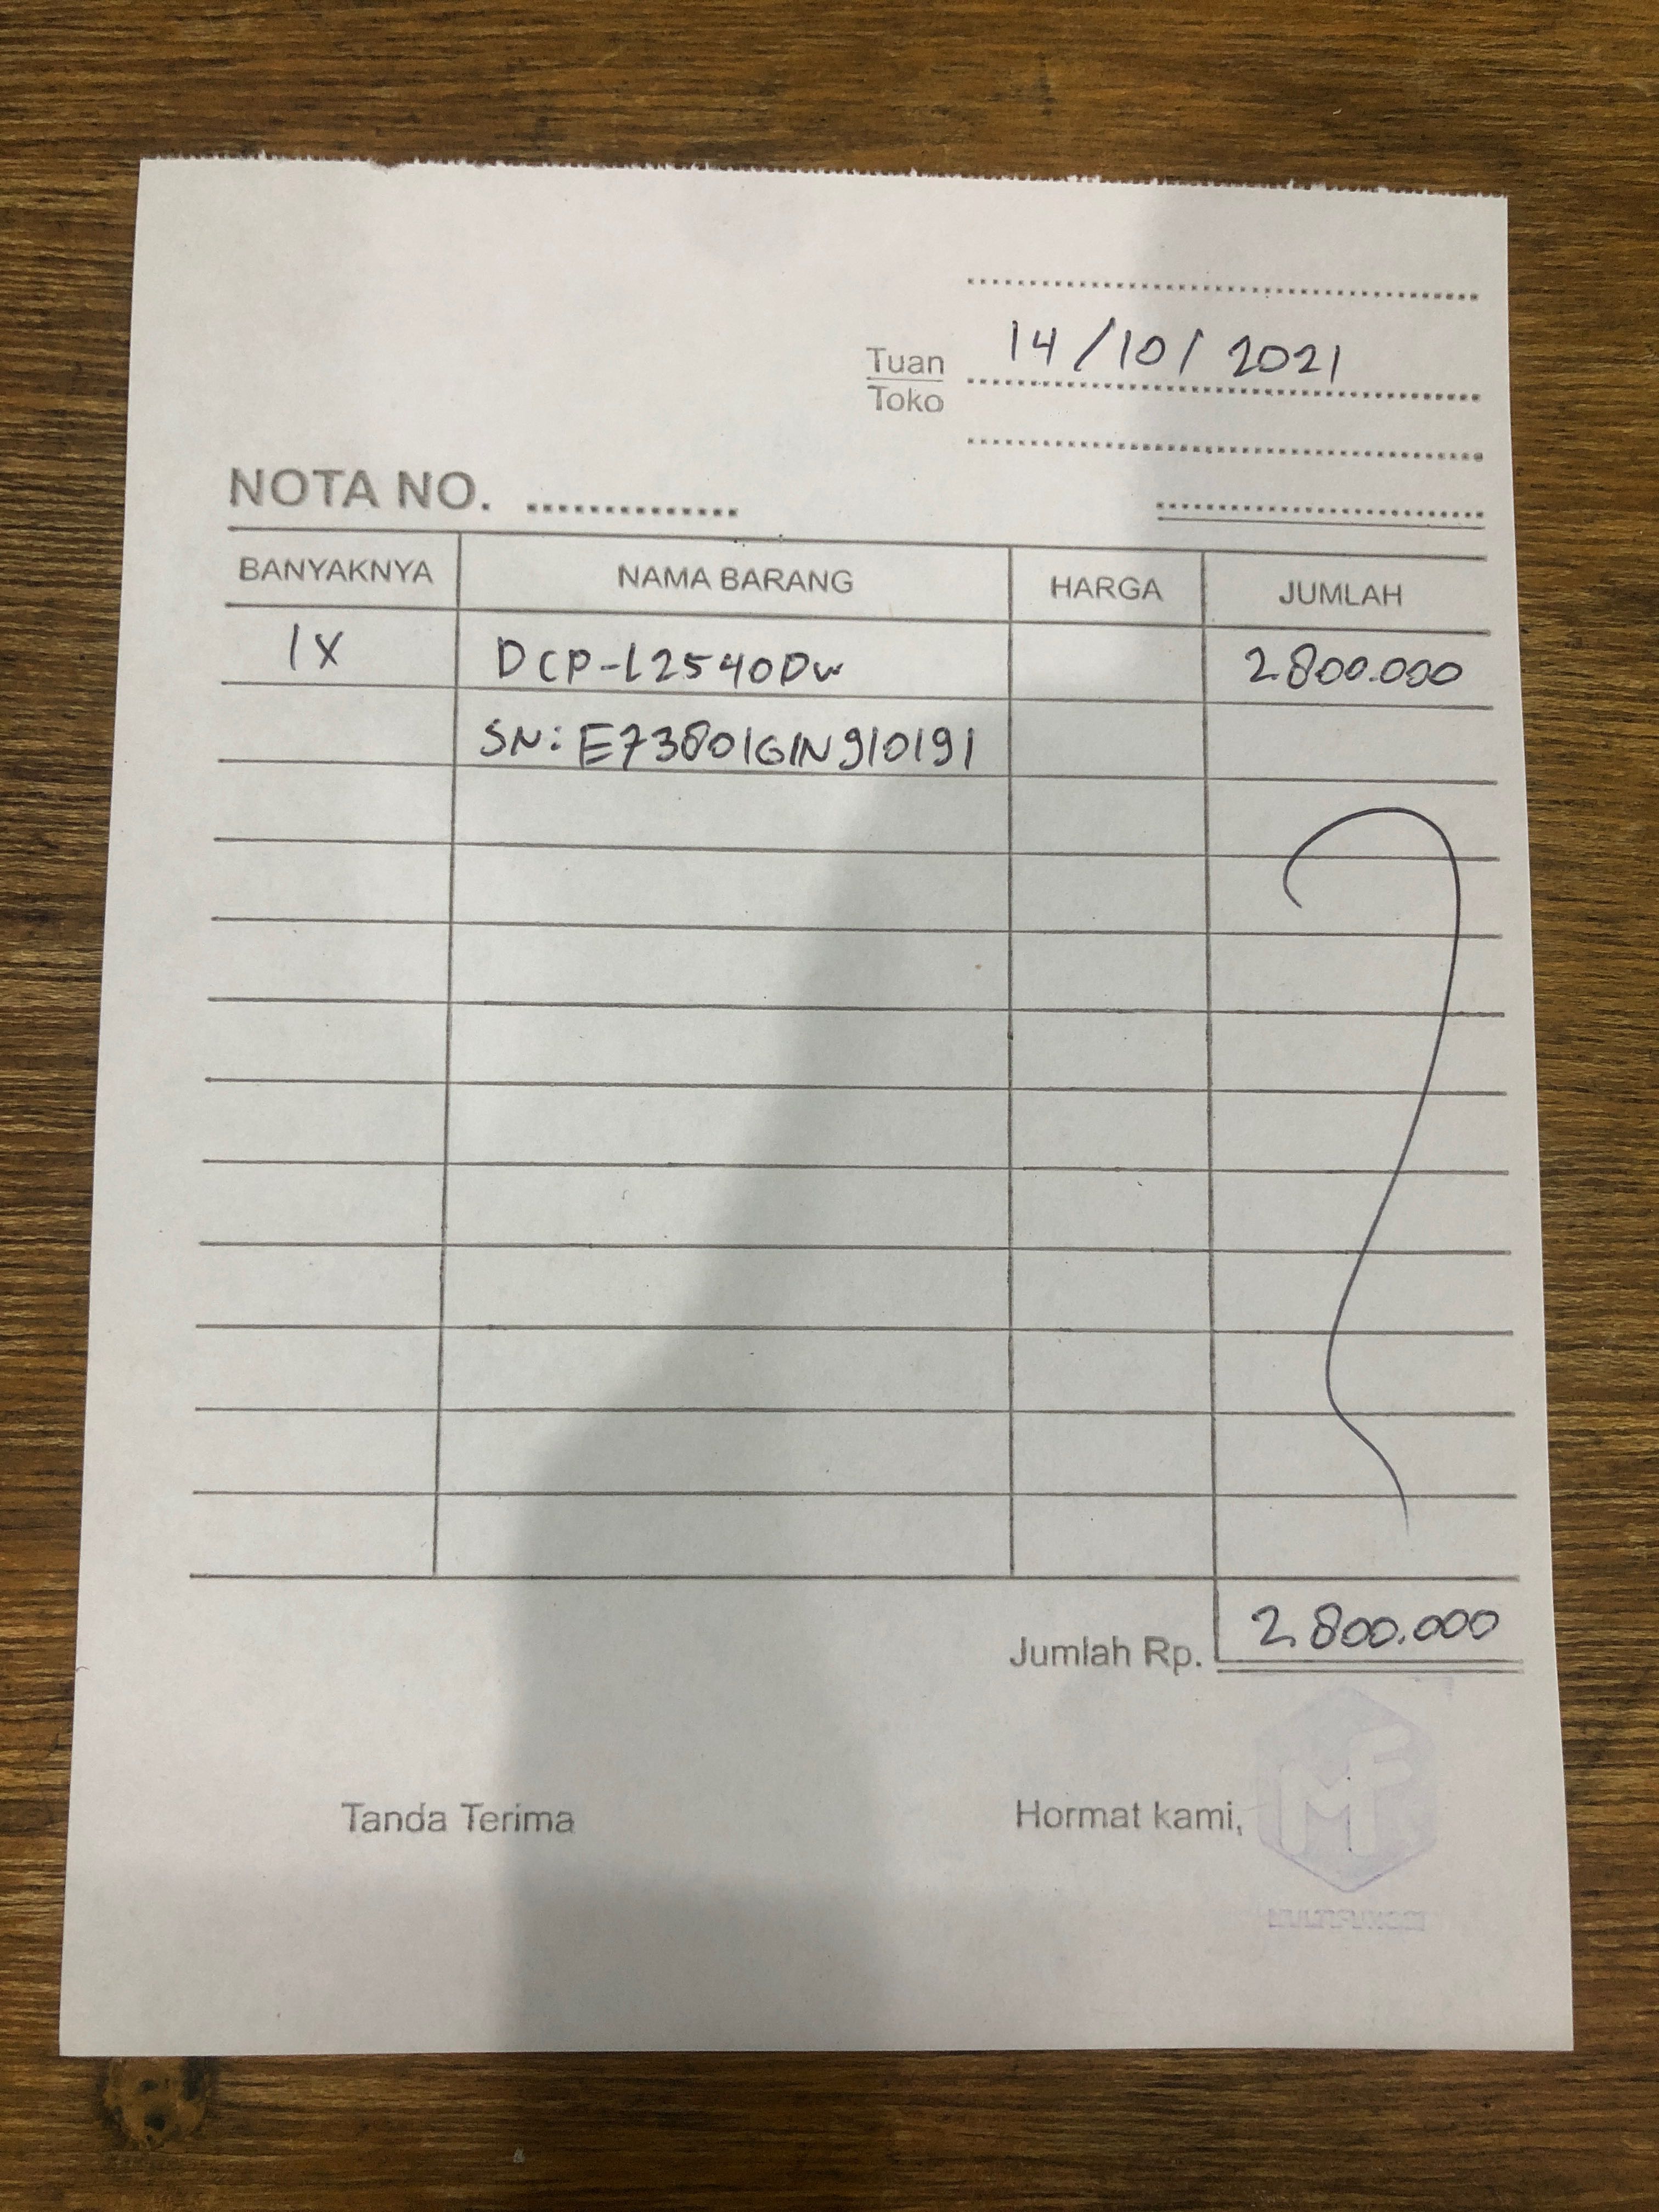 14/10/2021
Tuan
Toko
NOTA NO. ..............
BANYAKNYA NAMA BARANG HARGA JUMLAH
1X DCP-L2540DW 2.800.000
SN: E73801G1N910191
Jumlah Rp. 2.800.000
Tanda Terima Hormat kami,
MF